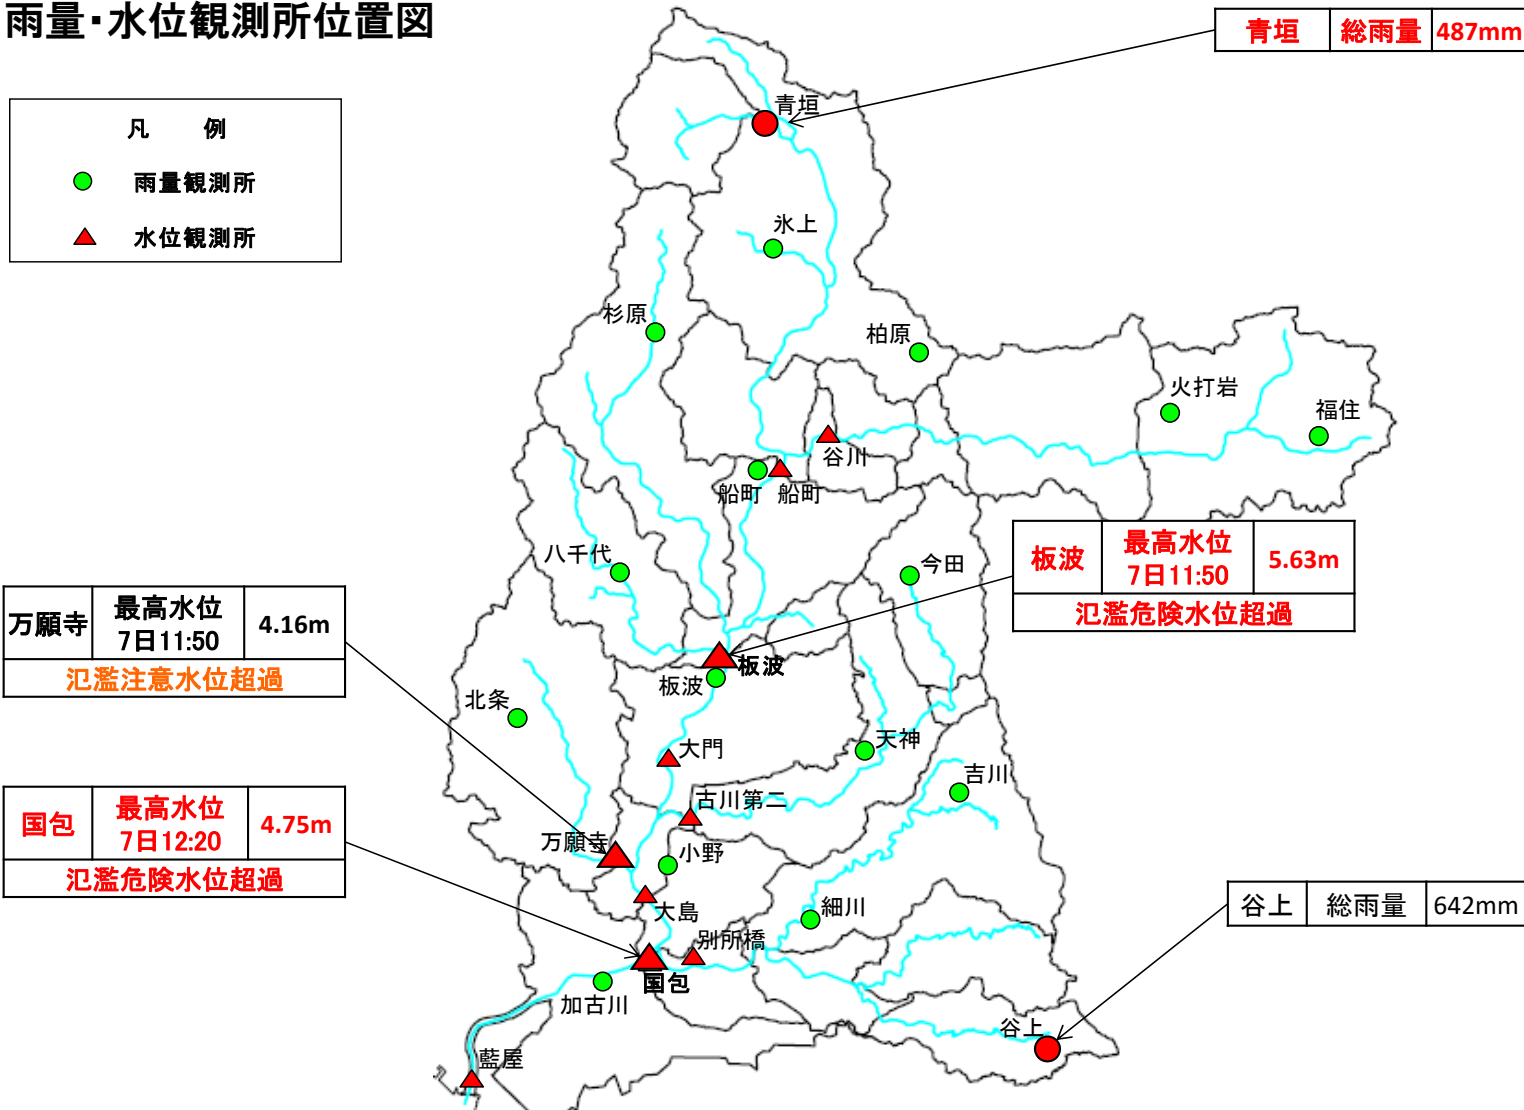 雨量・水位観測所位置図
青垣 総雨量 487mm
凡 例
雨量観測所
水位観測所
青垣
氷上
杉原
柏原
火打岩
福住
谷川
船町 船町
八千代
今田
板波 最高水位 7日11:50 5.63m
氾濫危険水位超過
万願寺 最高水位 7日11:50 4.16m
氾濫注意水位超過
板波
板波
北条
大門
天神
吉川
国包 最高水位 7日12:20 4.75m
氾濫危険水位超過
古川第二
万願寺
小野
大島
細川
谷上 総雨量 642mm
別所橋
国包
加古川
谷上
藍屋